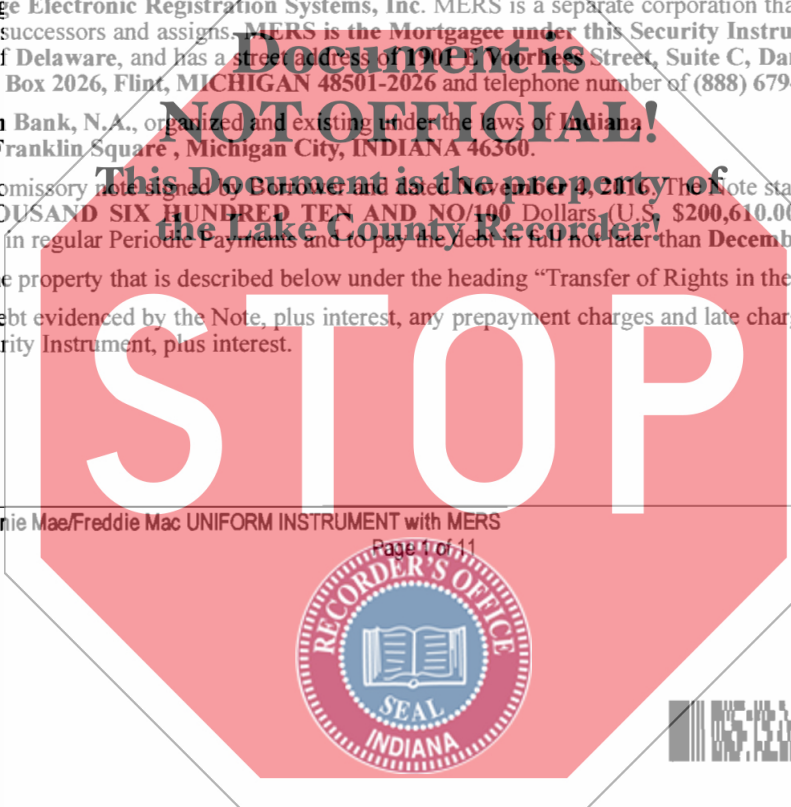 ge Electronic Registration Systems, Inc. MERS is a separate corporation tha
successors and assigns. MERS is the Mortgagee under this Security Instru
f Delaware, and has a street address of 1901 E Voorhees Street, Suite C, Dan
Box 2026, Flint, MICHIGAN 48501-2026 and telephone number of (888) 679-
Document is
NOT OFFICIAL!
n Bank, N.A., organized and existing under the laws of Indiana
Franklin Square , Michigan City, INDIANA 46360.
This Document is the property of
the Lake County Recorder!
omissory note signed by Borrower and dated November 4, 2016. The Note sta
OUSAND SIX HUNDRED TEN AND NO/100 Dollars (U.S. $200,610.00
in regular Periodic Payments and to pay the debt in full not later than Decemb
e property that is described below under the heading “Transfer of Rights in the
ebt evidenced by the Note, plus interest, any prepayment charges and late charg
rity Instrument, plus interest.
STOP
nie Mae/Freddie Mac UNIFORM INSTRUMENT with MERS
Page 1 of 11
RECORDER'S OFFICE
SEAL
INDIANA